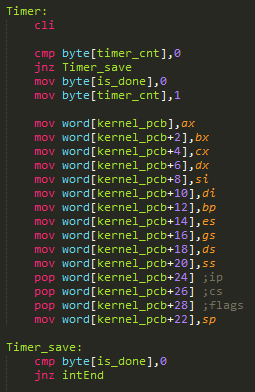 Timer:
    cli

    cmp byte[timer_cnt],0
    jnz Timer_save
    mov byte[is_done],0
    mov byte[timer_cnt],1

    mov word[kernel_pcb],ax
    mov word[kernel_pcb+2],bx
    mov word[kernel_pcb+4],cx
    mov word[kernel_pcb+6],dx
    mov word[kernel_pcb+8],si
    mov word[kernel_pcb+10],di
    mov word[kernel_pcb+12],bp
    mov word[kernel_pcb+14],es
    mov word[kernel_pcb+16],gs
    mov word[kernel_pcb+18],ds
    mov word[kernel_pcb+20],ss
    pop word[kernel_pcb+24] ;ip
    pop word[kernel_pcb+26] ;cs
    pop word[kernel_pcb+28] ;flags
    mov word[kernel_pcb+22],sp

Timer_save:
    cmp byte[is_done],0
    jnz intEnd